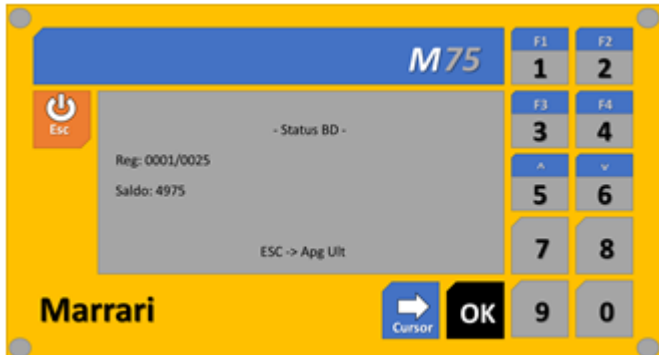 M75
Esc
- Status BD -
Reg: 0001/0025
Saldo: 4975
ESC -> Apg Ult
F1
1
F2
2
F3
3
F4
4
^
5
v
6
7
8
9
0
Marrari
Cursor
OK